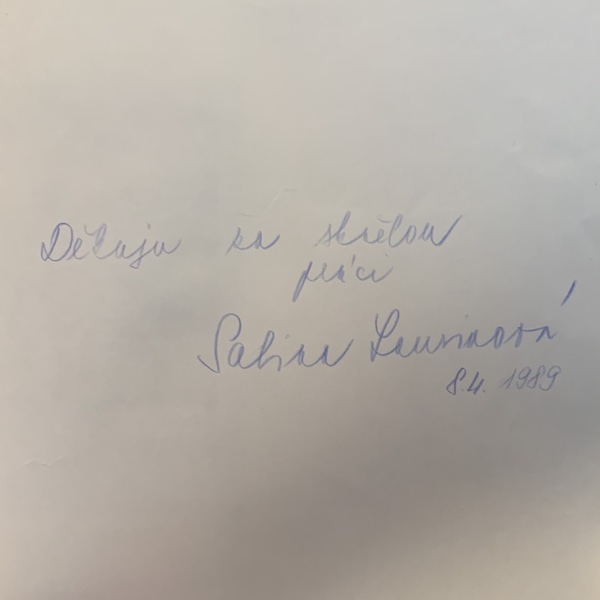 Děkuju za skvělou
práci
Sabina Laurinová
8.4. 1989